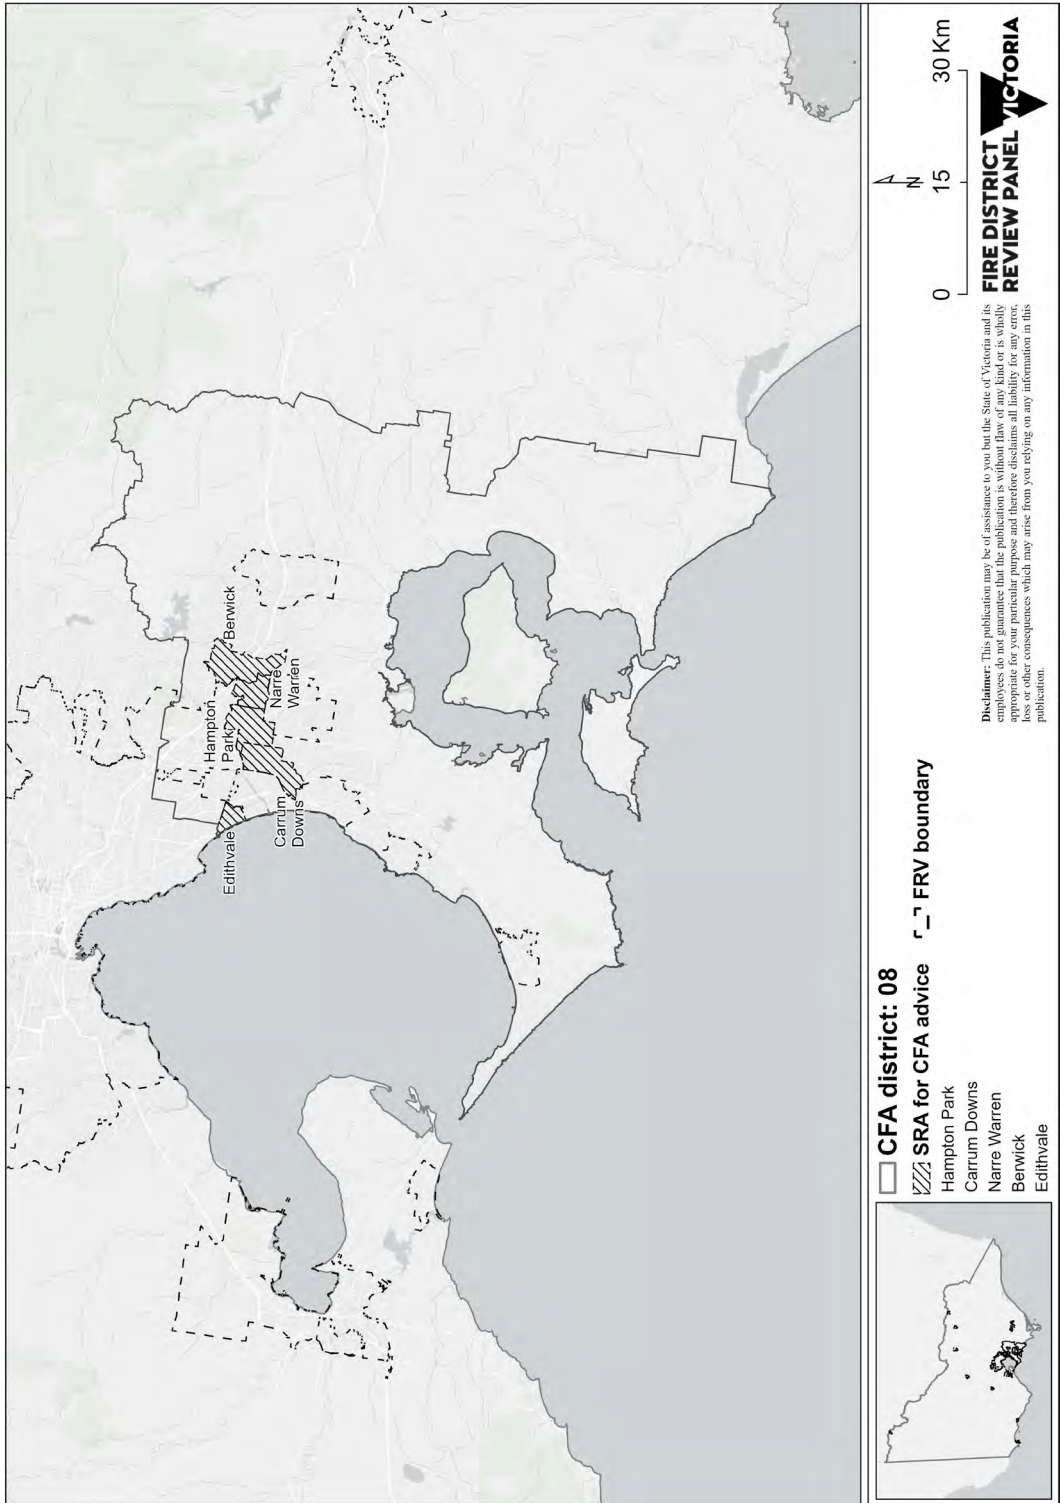 Edithvale
Carrum
Downs
Hampton
Park
Narre
Warren
Berwick
CFA district: 08
SRA for CFA advice
FRV boundary
Hampton Park
Carrum Downs
Narre Warren
Berwick
Edithvale
N
0 15 30 Km
Disclaimer: This publication may be of assistance to you but the State of Victoria and its
employees do not guarantee that the publication is without flaw of any kind or is wholly
appropriate for your particular purpose and therefore disclaims all liability for any error,
loss or other consequences which may arise from you relying on any information in this
publication.
FIRE DISTRICT
REVIEW PANEL VICTORIA